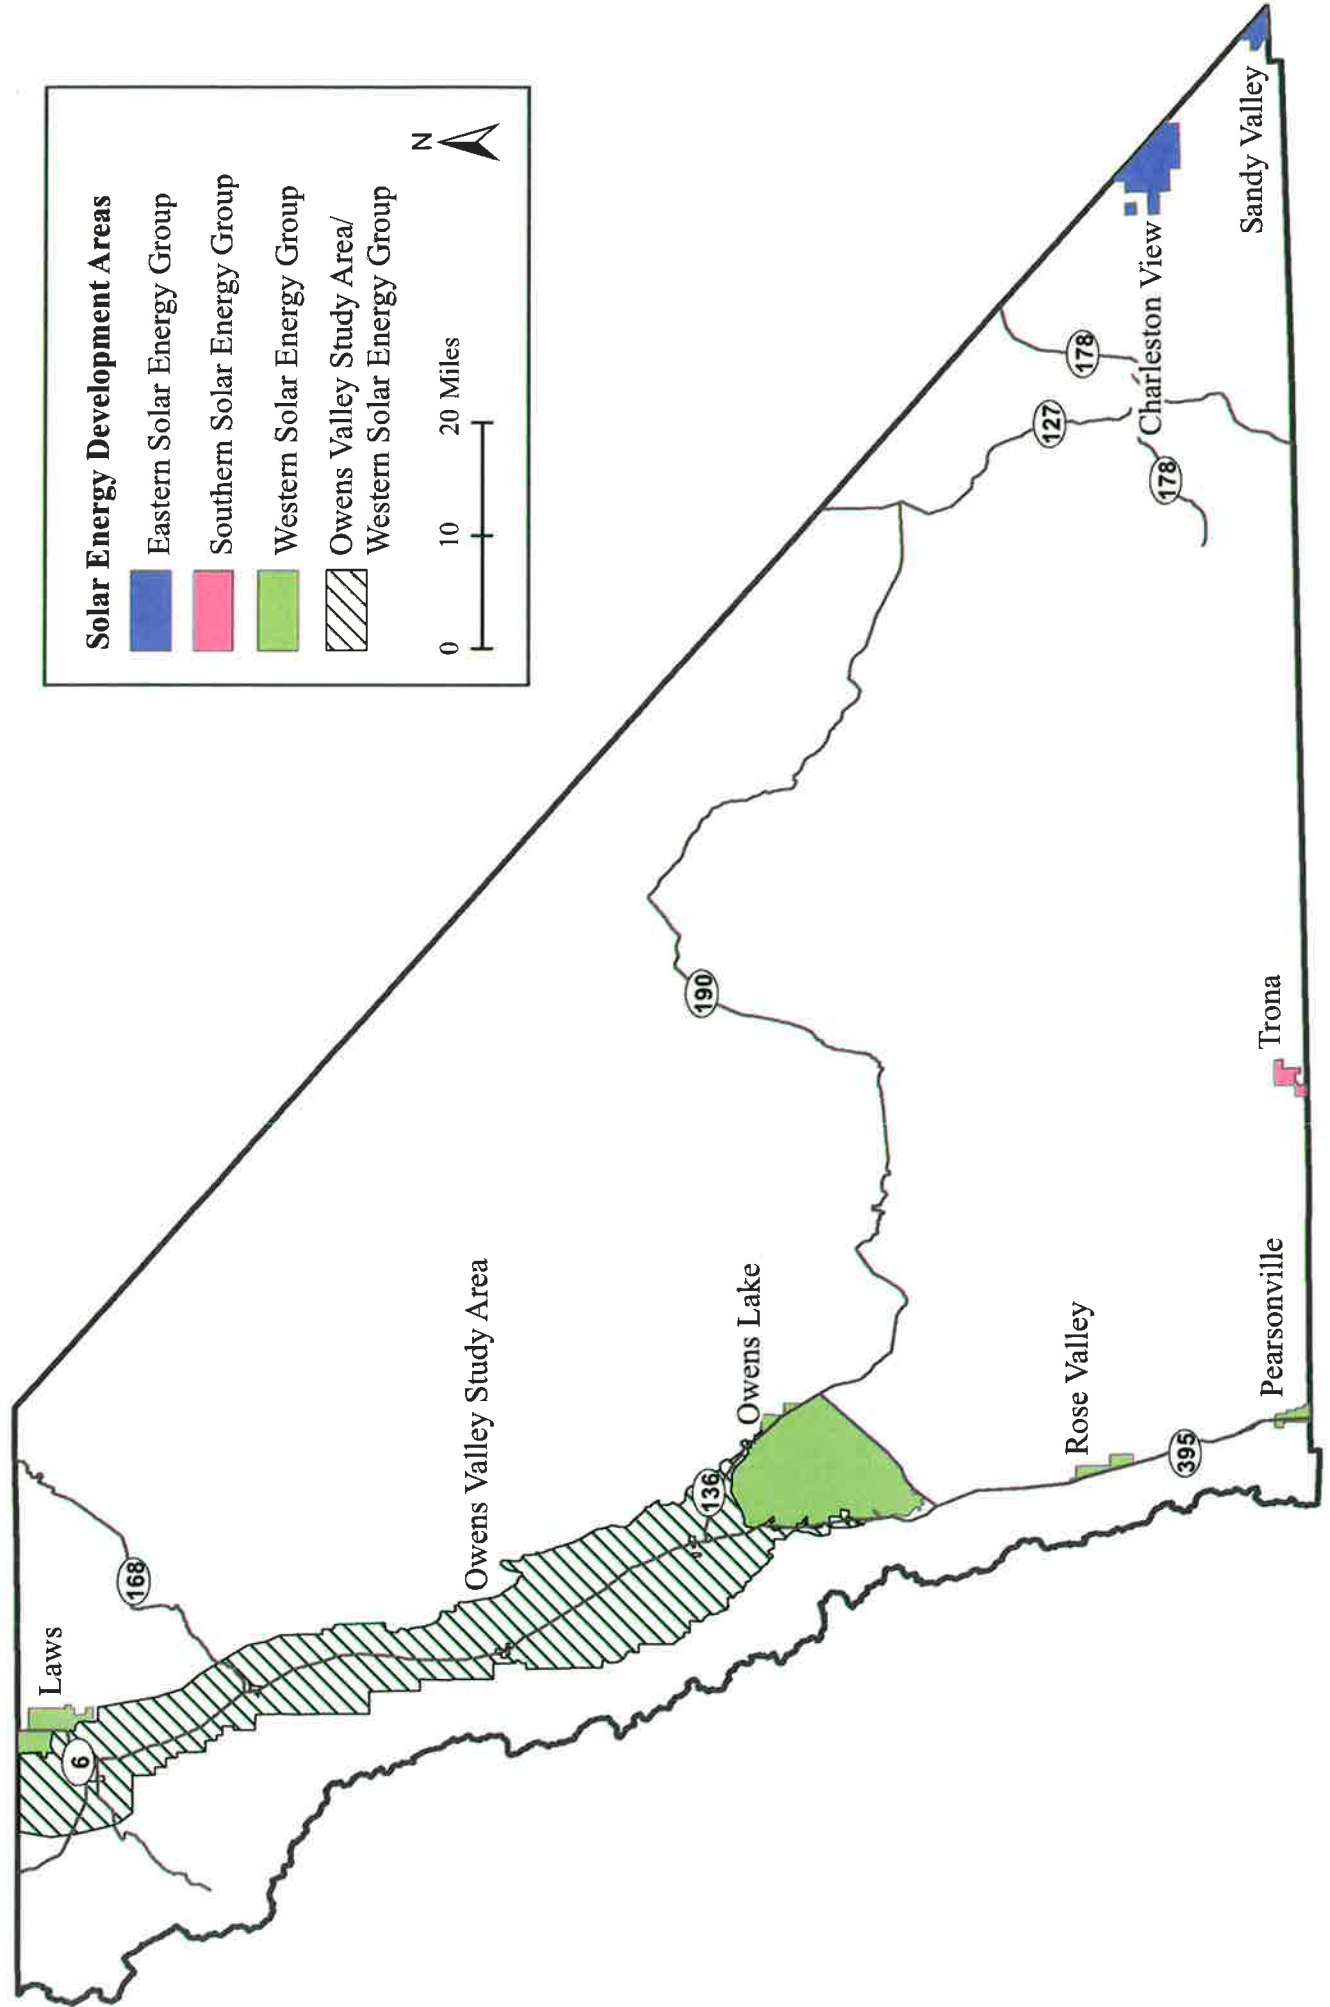 Solar Energy Development Areas
Eastern Solar Energy Group
Southern Solar Energy Group
Western Solar Energy Group
Owens Valley Study Area/
Western Solar Energy Group
0 10 20 Miles
N
Laws
6
168
Owens Valley Study Area
136
Owens Lake
190
Rose Valley
395
Pearsonville
Trona
127
178
178
Charleston View
Sandy Valley